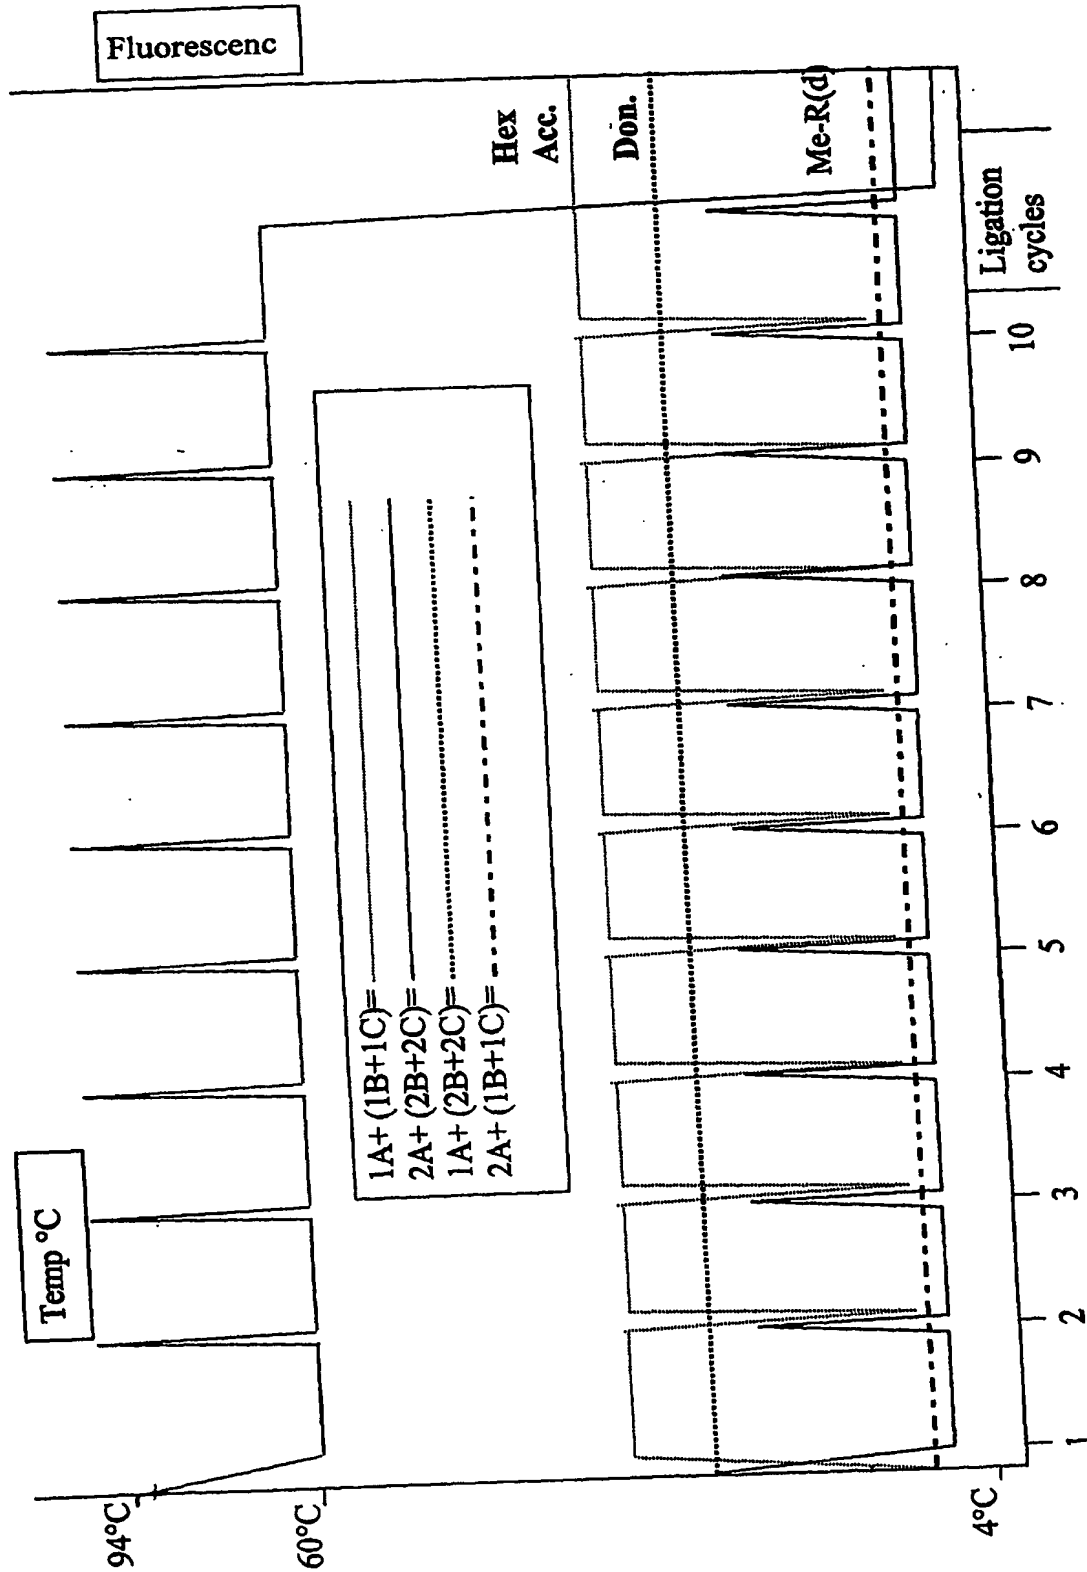 Fluorescenc
Temp °C
94°C
60°C
4°C
1A+ (1B+1C)=
2A+ (2B+2C)=
1A+ (2B+2C)=
2A+ (1B+1C)=
Hex
Acc.
Don.
Me-R(d)
Ligation
cycles
1
2
3
4
5
6
7
8
9
10